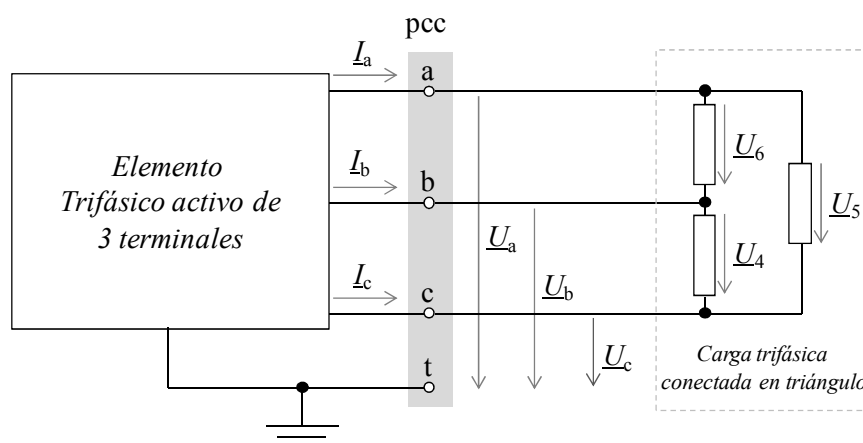 pcc
I_a
a
U_6
Elemento
Trifásico activo de
3 terminales
I_b
b
U_a
U_5
U_b
U_4
I_c
c
U_c
t
Carga trifásica
conectada en triángulo